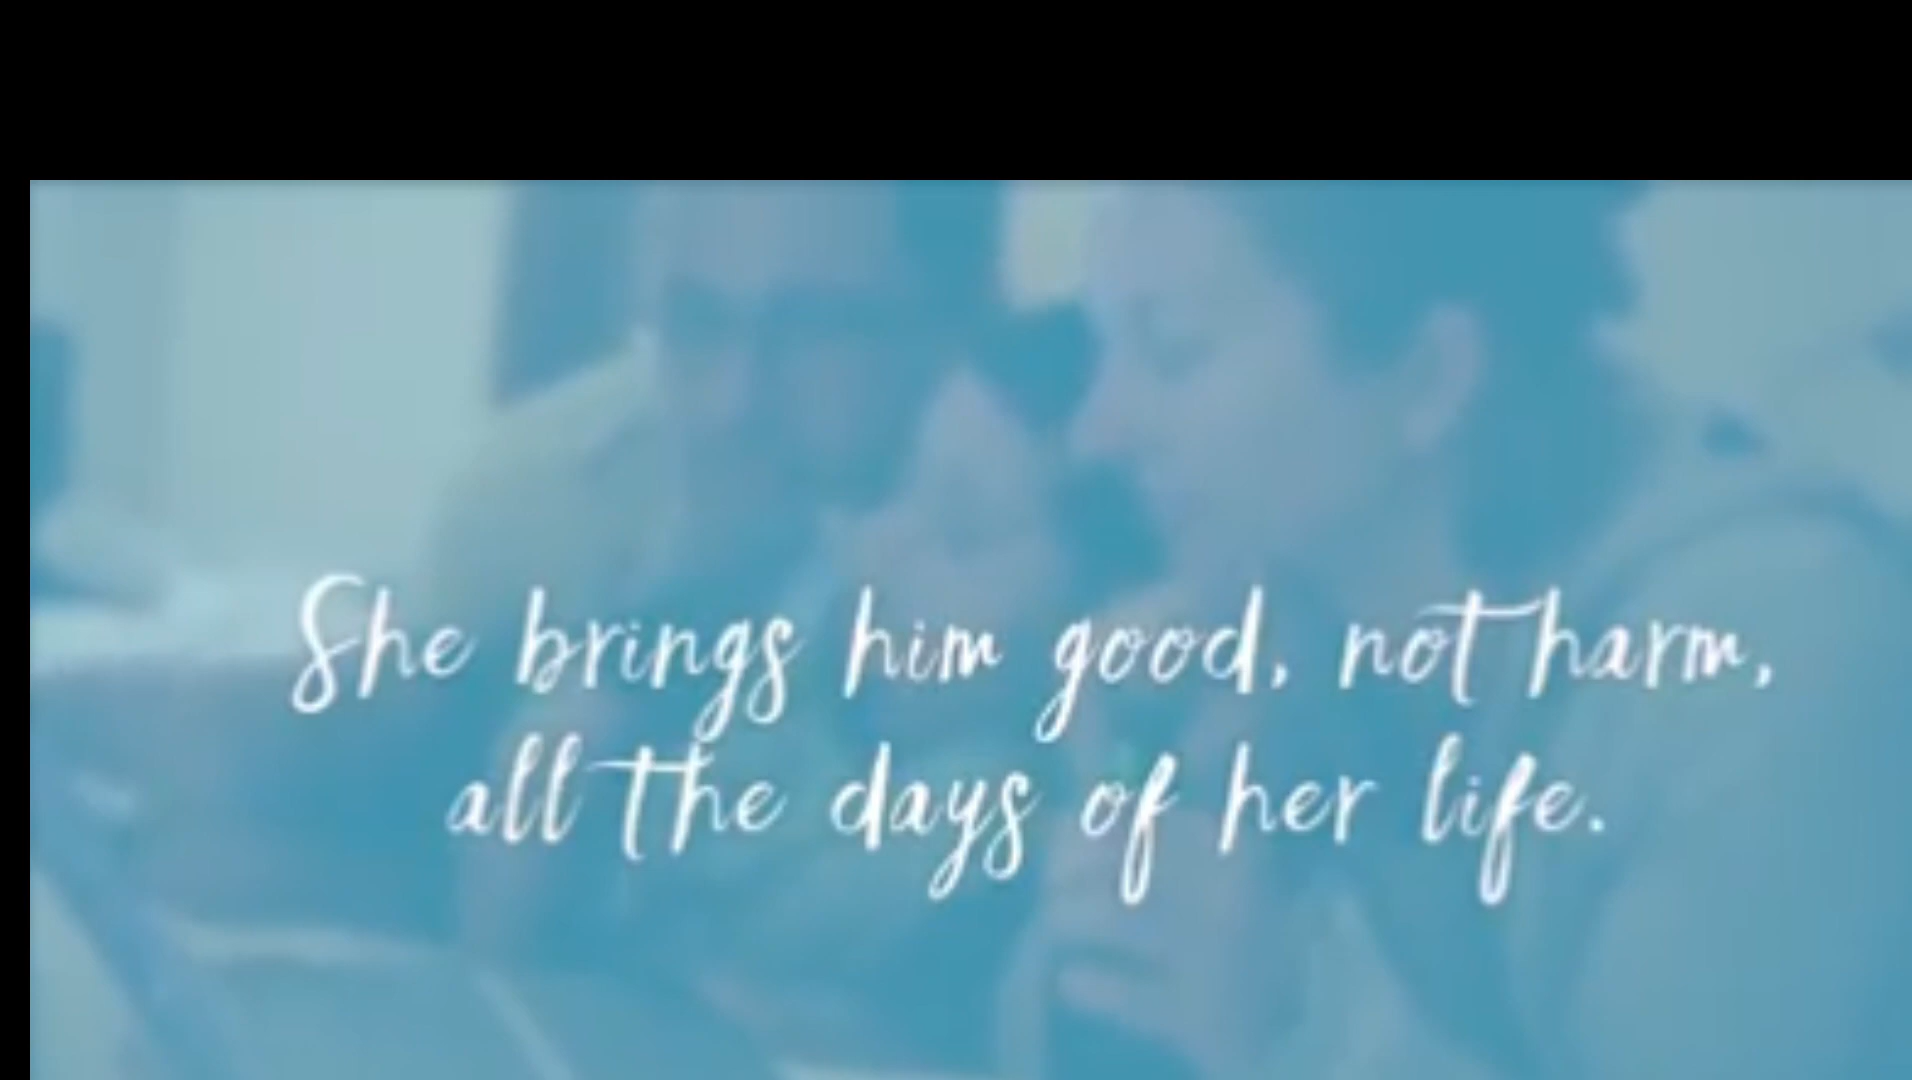 She brings him good, not harm,
all the days of her life.